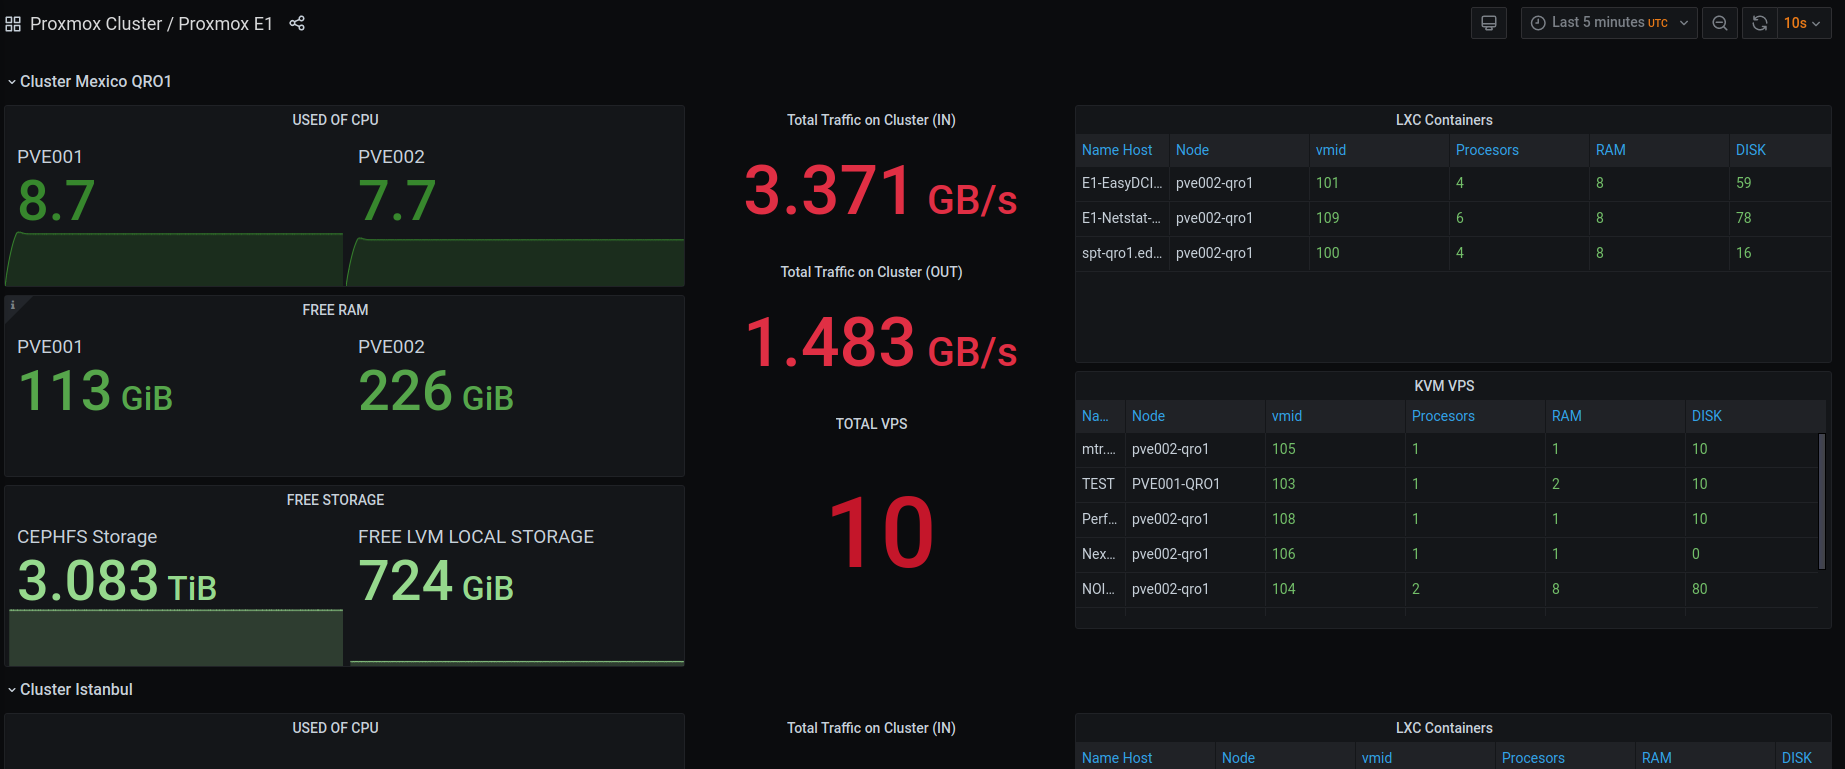 Proxmox Cluster / Proxmox E1
Last 5 minutes UTC
10s
Cluster Mexico QRO1
USED OF CPU
PVE001
8.7
PVE002
7.7
FREE RAM
PVE001
113 GiB
PVE002
226 GiB
FREE STORAGE
CEPHFS Storage
3.083 TiB
FREE LVM LOCAL STORAGE
724 GiB
Total Traffic on Cluster (IN)
3.371 GB/s
Total Traffic on Cluster (OUT)
1.483 GB/s
TOTAL VPS
10
LXC Containers
Name Host Node vmid Procesors RAM DISK
E1-EasyDCI... pve002-qro1 101 4 8 59
E1-Netstat-... pve002-qro1 109 6 8 78
spt-qro1.ed... pve002-qro1 100 4 8 16
KVM VPS
Na... Node vmid Procesors RAM DISK
mtr.... pve002-qro1 105 1 1 10
TEST PVE001-QRO1 103 1 2 10
Perf... pve002-qro1 108 1 1 10
Nex... pve002-qro1 106 1 1 0
NOI... pve002-qro1 104 2 8 80
Cluster Istanbul
USED OF CPU
Total Traffic on Cluster (IN)
LXC Containers
Name Host Node vmid Procesors RAM DISK